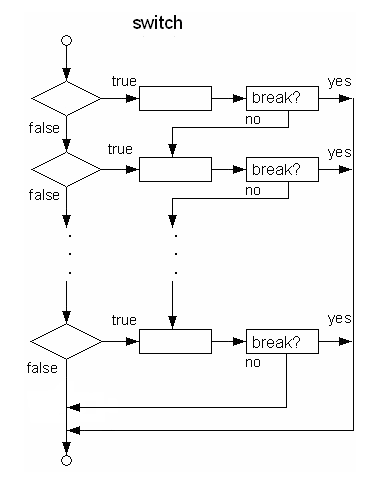 switch
true
break?
yes
false
no
true
break?
yes
false
no
true
break?
yes
false
no